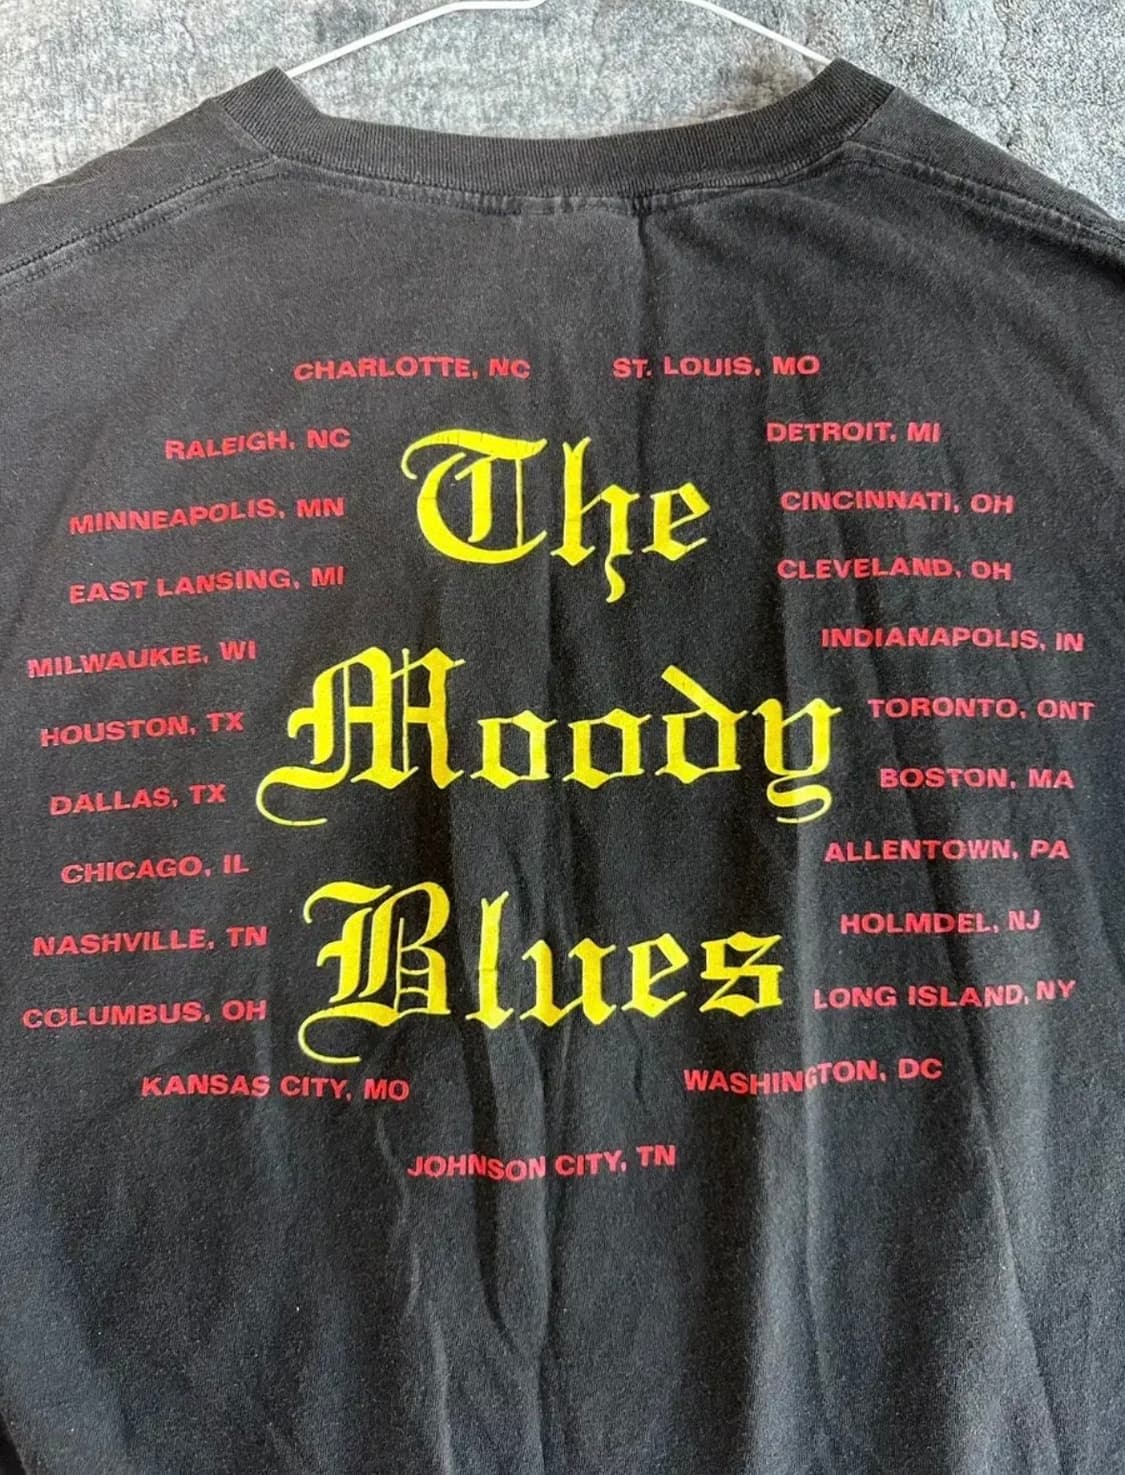 CHARLOTTE, NC
ST. LOUIS, MO
RALEIGH, NC
DETROIT, MI
MINNEAPOLIS, MN
CINCINNATI, OH
EAST LANSING, MI
CLEVELAND, OH
MILWAUKEE, WI
INDIANAPOLIS, IN
HOUSTON, TX
TORONTO, ONT
DALLAS, TX
BOSTON, MA
CHICAGO, IL
ALLENTOWN, PA
NASHVILLE, TN
HOLMDEL, NJ
COLUMBUS, OH
LONG ISLAND, NY
KANSAS CITY, MO
WASHINGTON, DC
JOHNSON CITY, TN
The
Moody
Blues